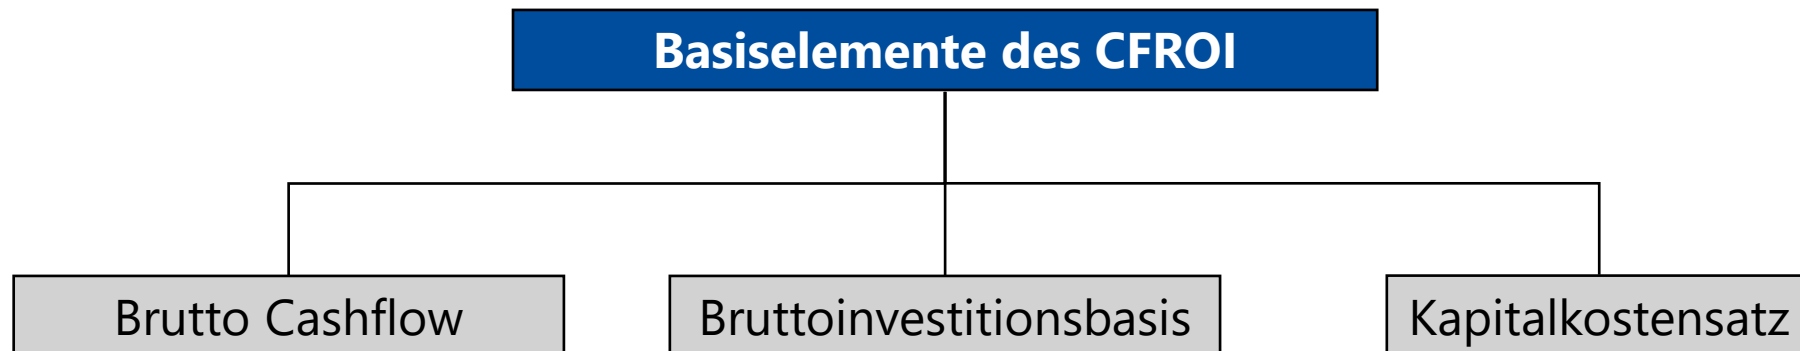 Basiselemente des CFROI
Brutto Cashflow
Bruttoinvestitionsbasis
Kapitalkostensatz